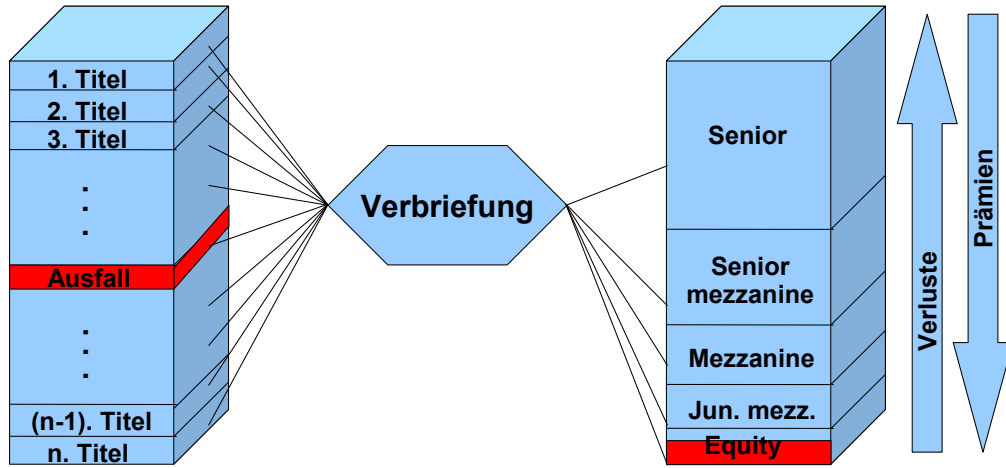 1. Titel
2. Titel
3. Titel
.
.
.
Ausfall
.
.
.
(n-1). Titel
n. Titel
Verbriefung
Senior
Senior
mezzanine
Mezzanine
Jun. mezz.
Equity
Verluste
Prämien